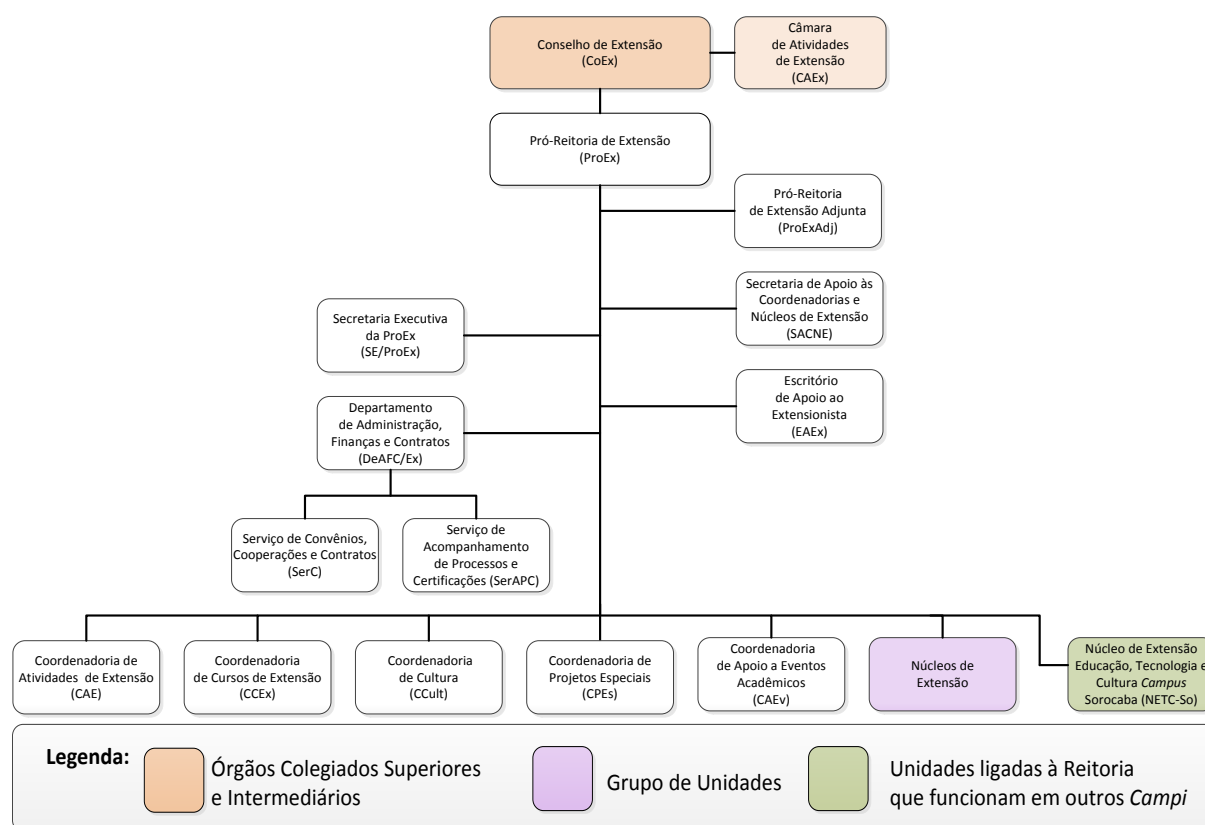 Conselho de Extensão
(CoEx)
Câmara
de Atividades
de Extensão
(CAEx)
Pró-Reitoria de Extensão
(ProEx)
Pró-Reitoria
de Extensão Adjunta
(ProExAdj)
Secretaria de Apoio às
Coordenadorias e
Núcleos de Extensão
(SACNE)
Secretaria Executiva
da ProEx
(SE/ProEx)
Escritório
de Apoio ao
Extensionista
(EAEx)
Departamento
de Administração,
Finanças e Contratos
(DeAFC/Ex)
Serviço de Convênios,
Cooperações e Contratos
(SerC)
Serviço de
Acompanhamento
de Processos
e Certificações (SerAPC)
Coordenadoria de
Atividades de Extensão
(CAE)
Coordenadoria
de Cursos de Extensão
(CCEx)
Coordenadoria
de Cultura
(CCult)
Coordenadoria de
Projetos Especiais
(CPEs)
Coordenadoria
de Apoio a Eventos
Acadêmicos
(CAEv)
Núcleos de
Extensão
Núcleo de Extensão
Educação, Tecnologia e
Cultura Campus
Sorocaba (NETC-So)
Legenda:
Órgãos Colegiados Superiores
e Intermediários
Grupo de Unidades
Unidades ligadas à Reitoria
que funcionam em outros Campi